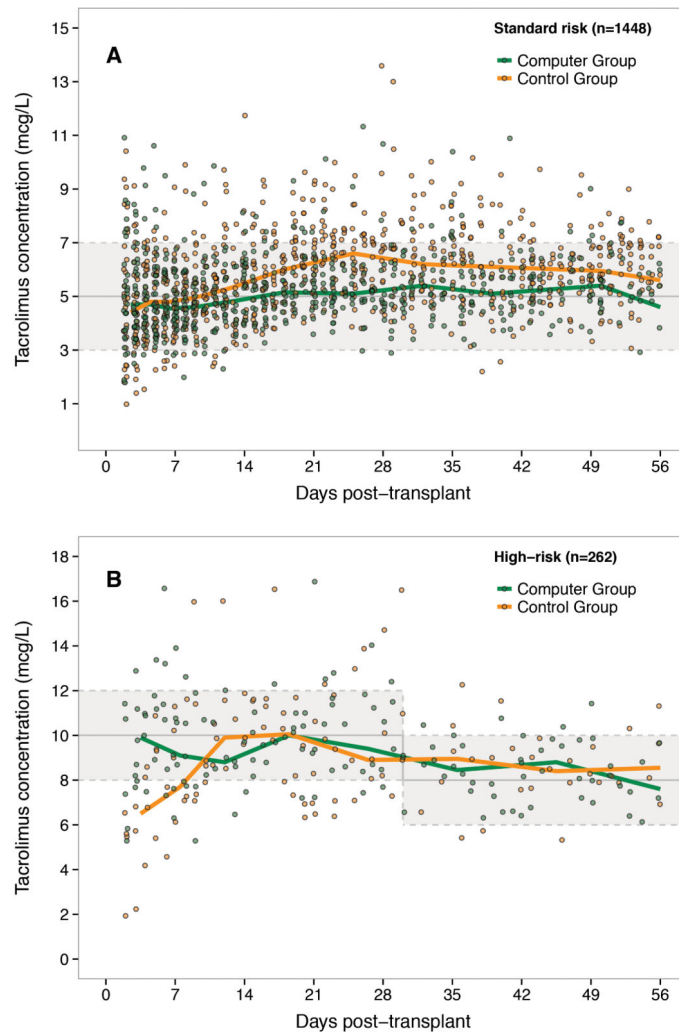 Standard risk (n=1448)
A
Computer Group
Control Group
Tacrolimus concentration (mcg/L)
15
13
11
9
7
5
3
1
0 7 14 21 28 35 42 49 56
Days post−transplant
High−risk (n=262)
B
Computer Group
Control Group
Tacrolimus concentration (mcg/L)
18
16
14
12
10
8
6
4
2
0
0 7 14 21 28 35 42 49 56
Days post−transplant